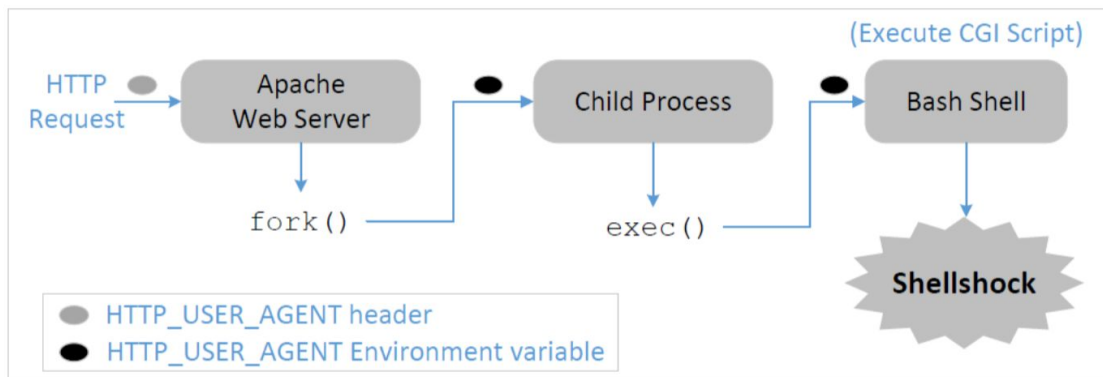 (Execute CGI Script)
HTTP
Request
Apache
Web Server
Child Process
Bash Shell
fork()
exec()
Shellshock
HTTP_USER_AGENT header
HTTP_USER_AGENT Environment variable